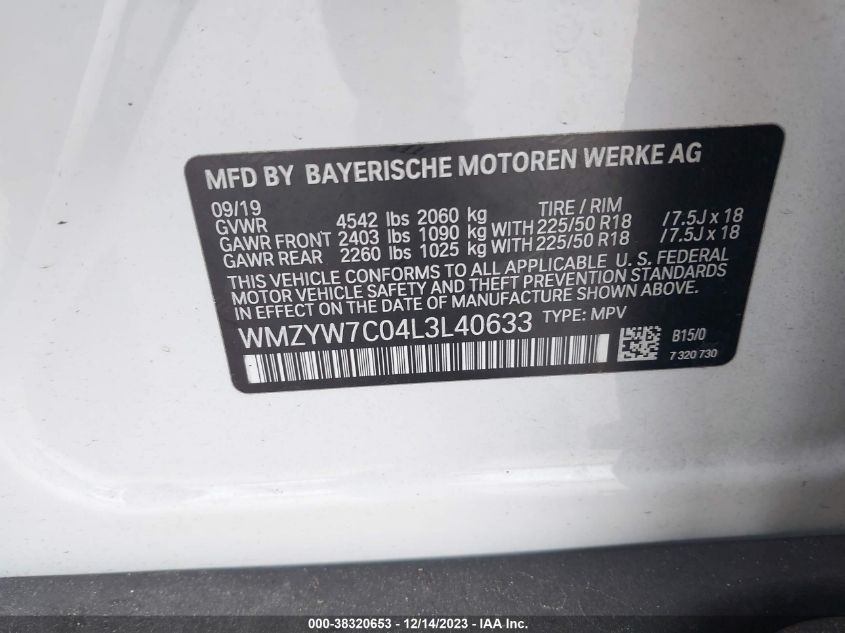 MFD BY BAYERISCHE MOTOREN WERKE AG
09/19 TIRE / RIM
GVWR 4542 lbs 2060 kg
GAWR FRONT 2403 lbs 1090 kg WITH 225/50 R18 /7.5J x 18
GAWR REAR 2260 lbs 1025 kg WITH 225/50 R18 /7.5J x 18
THIS VEHICLE CONFORMS TO ALL APPLICABLE U. S. FEDERAL
MOTOR VEHICLE SAFETY AND THEFT PREVENTION STANDARDS
IN EFFECT ON THE DATE OF MANUFACTURE SHOWN ABOVE.
WMZYW7C04L3L40633 TYPE: MPV
B15/0
7 320 730
000-38320653 - 12/14/2023 - IAA Inc.